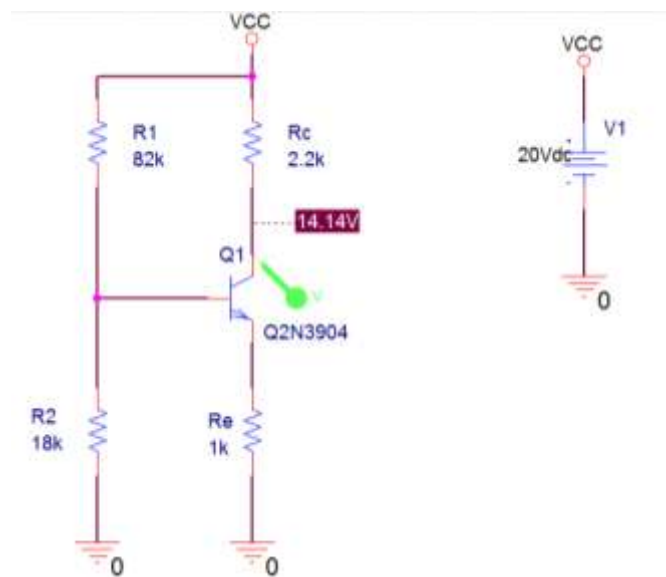 VCC
VCC
R1
82k
Rc
2.2k
V1
20Vdc
14.14V
Q1
V
0
Q2N3904
R2
18k
Re
1k
0
0